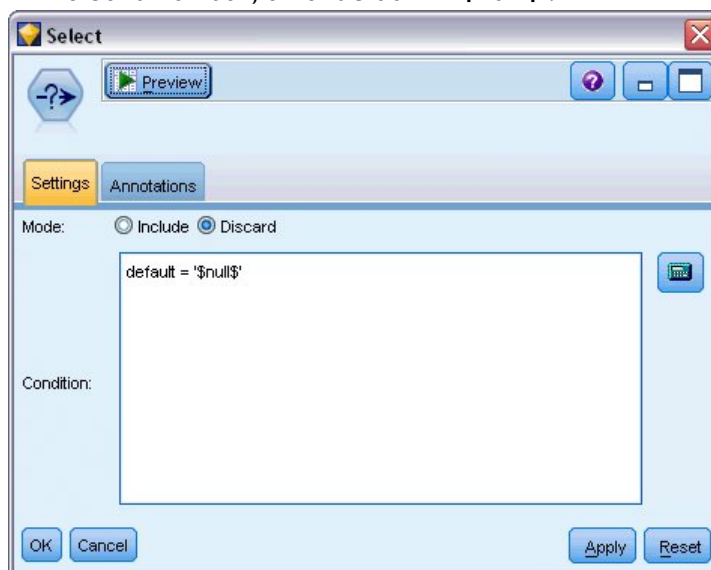 Select
Preview
Settings Annotations
Mode: Include Discard
default = '$null$'
Condition:
OK Cancel Apply Reset